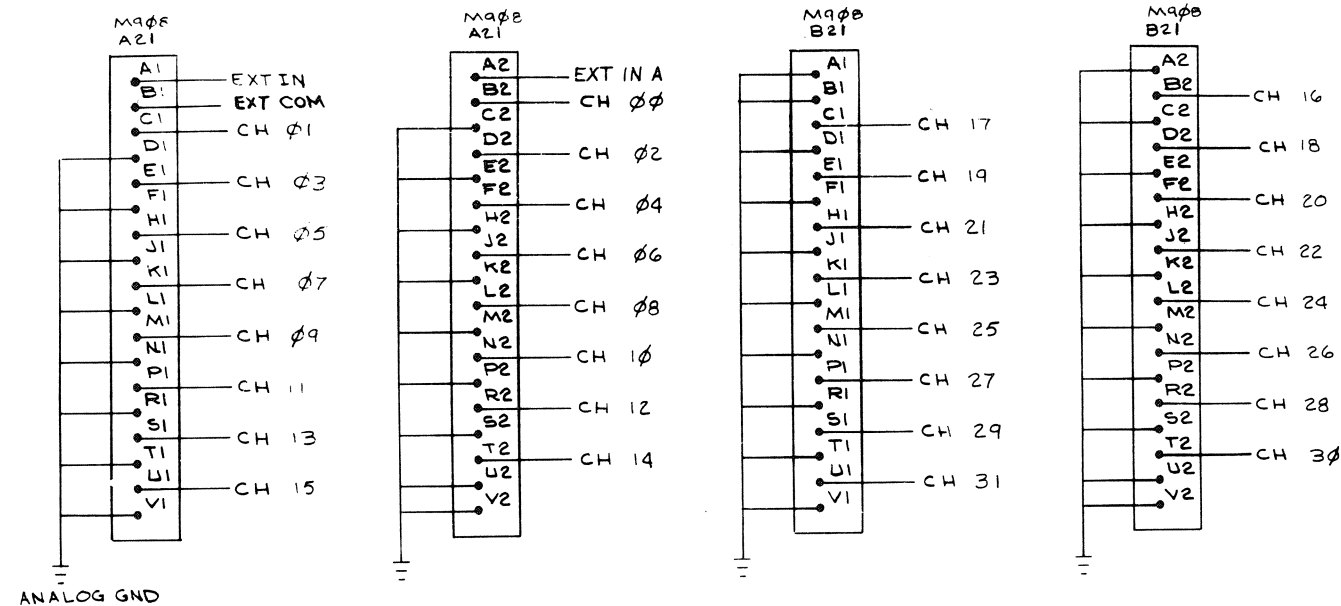 M9Ø8
A21
A1
EXT IN
B1
EXT COM
C1
CH Ø1
D1
E1
CH Ø3
F1
H1
CH Ø5
J1
K1
CH Ø7
L1
M1
CH Ø9
N1
P1
CH 11
R1
S1
CH 13
T1
U1
CH 15
V1
ANALOG GND
M9Ø8
A21
A2
EXT IN A
B2
CH ØØ
C2
D2
CH Ø2
E2
F2
CH Ø4
H2
J2
CH Ø6
K2
L2
CH Ø8
M2
N2
CH 1Ø
P2
R2
CH 12
S2
T2
CH 14
U2
V2
M9Ø8
B21
A1
B1
C1
CH 17
D1
E1
CH 19
F1
H1
CH 21
J1
K1
CH 23
L1
M1
CH 25
N1
P1
CH 27
R1
S1
CH 29
T1
U1
CH 31
V1
M9Ø8
B21
A2
B2
CH 16
C2
D2
CH 18
E2
F2
CH 20
H2
J2
CH 22
K2
L2
CH 24
M2
N2
CH 26
P2
R2
CH 28
S2
T2
CH 3Ø
U2
V2